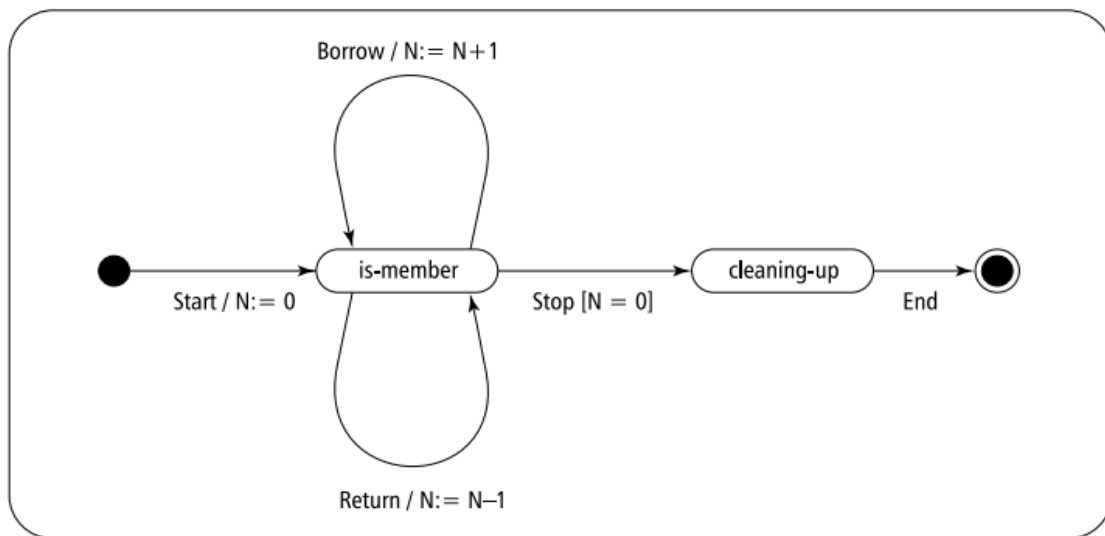 Borrow / N:= N+1
is-member
cleaning-up
Start / N:= 0
Stop [N = 0]
End
Return / N:= N–1